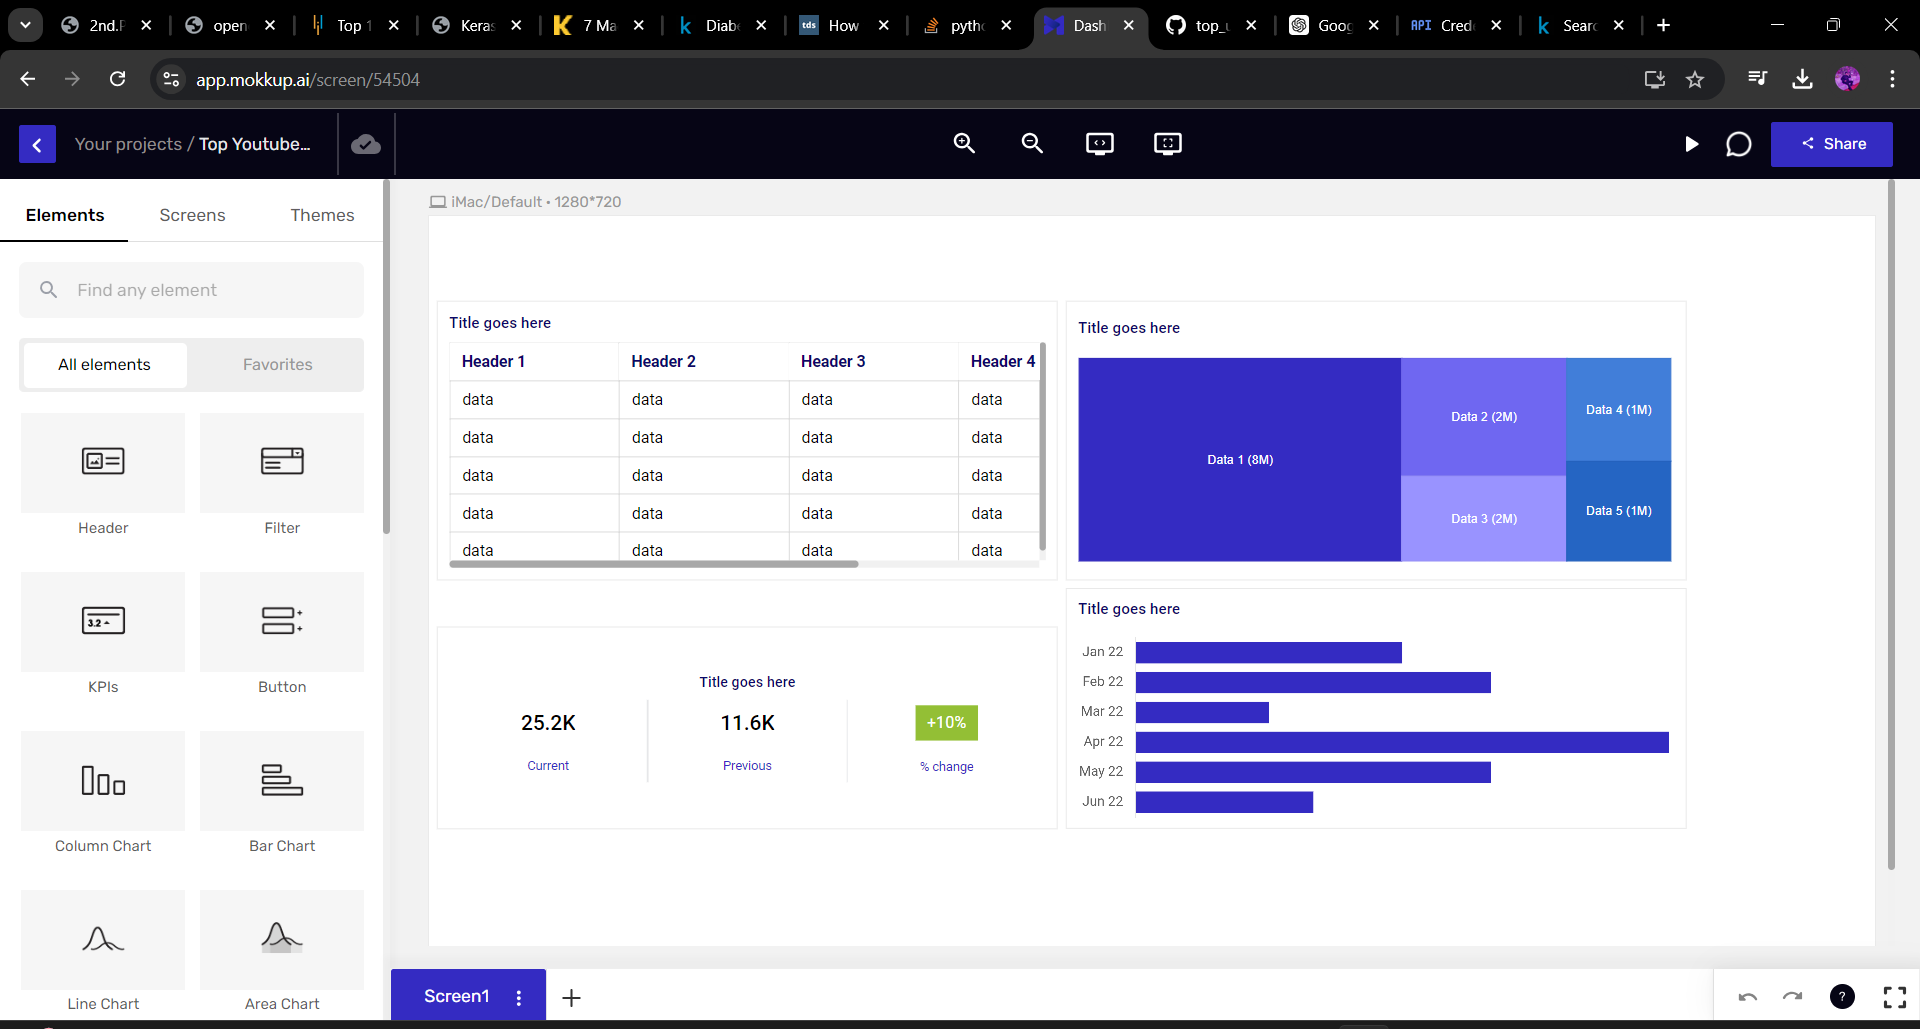 2nd.P
open
Top 1
Keras
7 Ma
Diab
tds
How
pytho
Dash
top_u
Goog
API Cred
Sear
app.mokkup.ai/screen/54504
Your projects / Top Youtube...
Share
Elements Screens Themes
Find any element
All elements Favorites
Header Filter
3.2
KPIs Button
Column Chart Bar Chart
Line Chart Area Chart
iMac/Default • 1280*720
Title goes here
Header 1 Header 2 Header 3 Header 4
data data data data
data data data data
data data data data
data data data data
data data data data
Title goes here
Data 1 (8M)
Data 2 (2M)
Data 3 (2M)
Data 4 (1M)
Data 5 (1M)
Title goes here
25.2K 11.6K +10%
Current Previous % change
Title goes here
Jan 22
Feb 22
Mar 22
Apr 22
May 22
Jun 22
Screen1
?